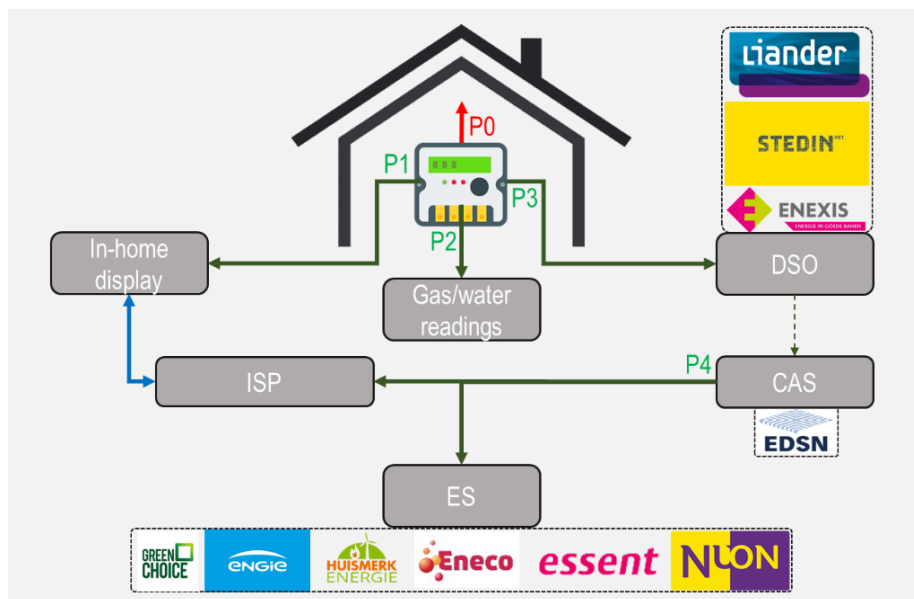 P0
P1
P3
P2
Liander
STEDIN.NET
ENEXIS
ENERGIE IN GOEDE BANEN
In-home
display
Gas/water
readings
DSO
P4
ISP
CAS
EDSN
ES
GREEN
CHOICE
ENGIE
HUISMERK
ENERGIE
Eneco
essent
NUON